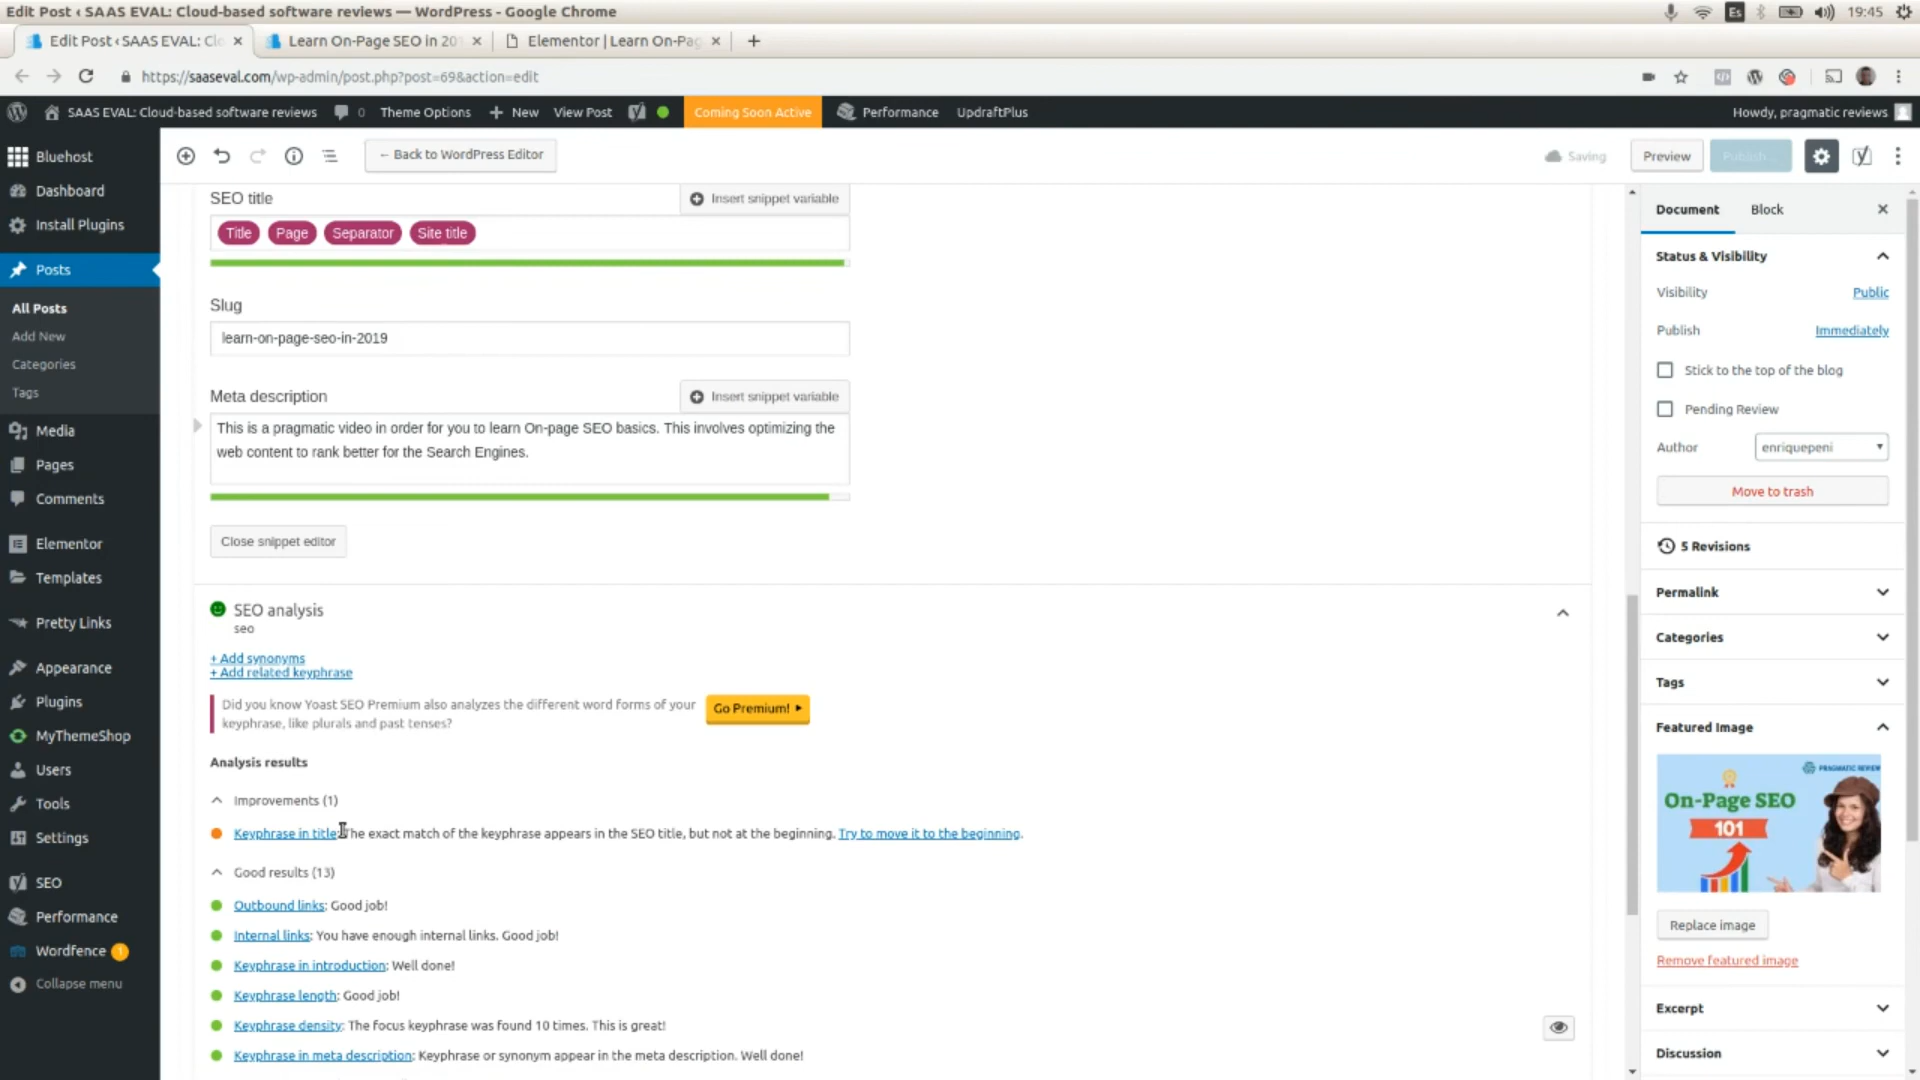 Edit Post ‹ SAAS EVAL: Cloud-based software reviews — WordPress - Google Chrome
Es
19:45
Edit Post ‹ SAAS EVAL: Clo
Learn On-Page SEO in 201
Elementor | Learn On-Pag
https://saaseval.com/wp-admin/post.php?post=69&action=edit
SAAS EVAL: Cloud-based software reviews
0
Theme Options
New
View Post
Coming Soon Active
Performance
UpdraftPlus
Howdy, pragmatic reviews
Bluehost
Dashboard
Install Plugins
Posts
All Posts
Add New
Categories
Tags
Media
Pages
Comments
Elementor
Templates
Pretty Links
Appearance
Plugins
MyThemeShop
Users
Tools
Settings
SEO
Performance
Wordfence 1
Collapse menu
← Back to WordPress Editor
Saving
Preview
Publish...
SEO title
Insert snippet variable
Title Page Separator Site title
Slug
learn-on-page-seo-in-2019
Meta description
Insert snippet variable
This is a pragmatic video in order for you to learn On-page SEO basics. This involves optimizing the
web content to rank better for the Search Engines.
Close snippet editor
SEO analysis
seo
+ Add synonyms
+ Add related keyphrase
Did you know Yoast SEO Premium also analyzes the different word forms of your
keyphrase, like plurals and past tenses?
Go Premium!
Analysis results
Improvements (1)
Keyphrase in title: The exact match of the keyphrase appears in the SEO title, but not at the beginning. Try to move it to the beginning.
Good results (13)
Outbound links: Good job!
Internal links: You have enough internal links. Good job!
Keyphrase in introduction: Well done!
Keyphrase length: Good job!
Keyphrase density: The focus keyphrase was found 10 times. This is great!
Keyphrase in meta description: Keyphrase or synonym appear in the meta description. Well done!
Document
Block
Status & Visibility
Visibility
Public
Publish
Immediately
Stick to the top of the blog
Pending Review
Author
enriquepeni
Move to trash
5 Revisions
Permalink
Categories
Tags
Featured Image
PRAGMATIC REVIEW
On-Page SEO
101
Replace image
Remove featured image
Excerpt
Discussion